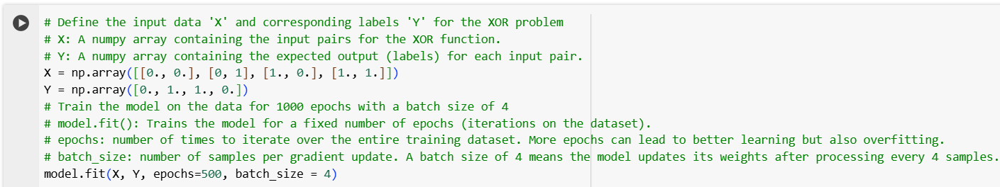 # Define the input data 'X' and corresponding labels 'Y' for the XOR problem
# X: A numpy array containing the input pairs for the XOR function.
# Y: A numpy array containing the expected output (labels) for each input pair.
X = np.array([[0., 0.], [0, 1], [1., 0.], [1., 1.]])
Y = np.array([0., 1., 1., 0.])
# Train the model on the data for 1000 epochs with a batch size of 4
# model.fit(): Trains the model for a fixed number of epochs (iterations on the dataset).
# epochs: number of times to iterate over the entire training dataset. More epochs can lead to better learning but also overfitting.
# batch_size: number of samples per gradient update. A batch size of 4 means the model updates its weights after processing every 4 samples.
model.fit(X, Y, epochs=500, batch_size = 4)